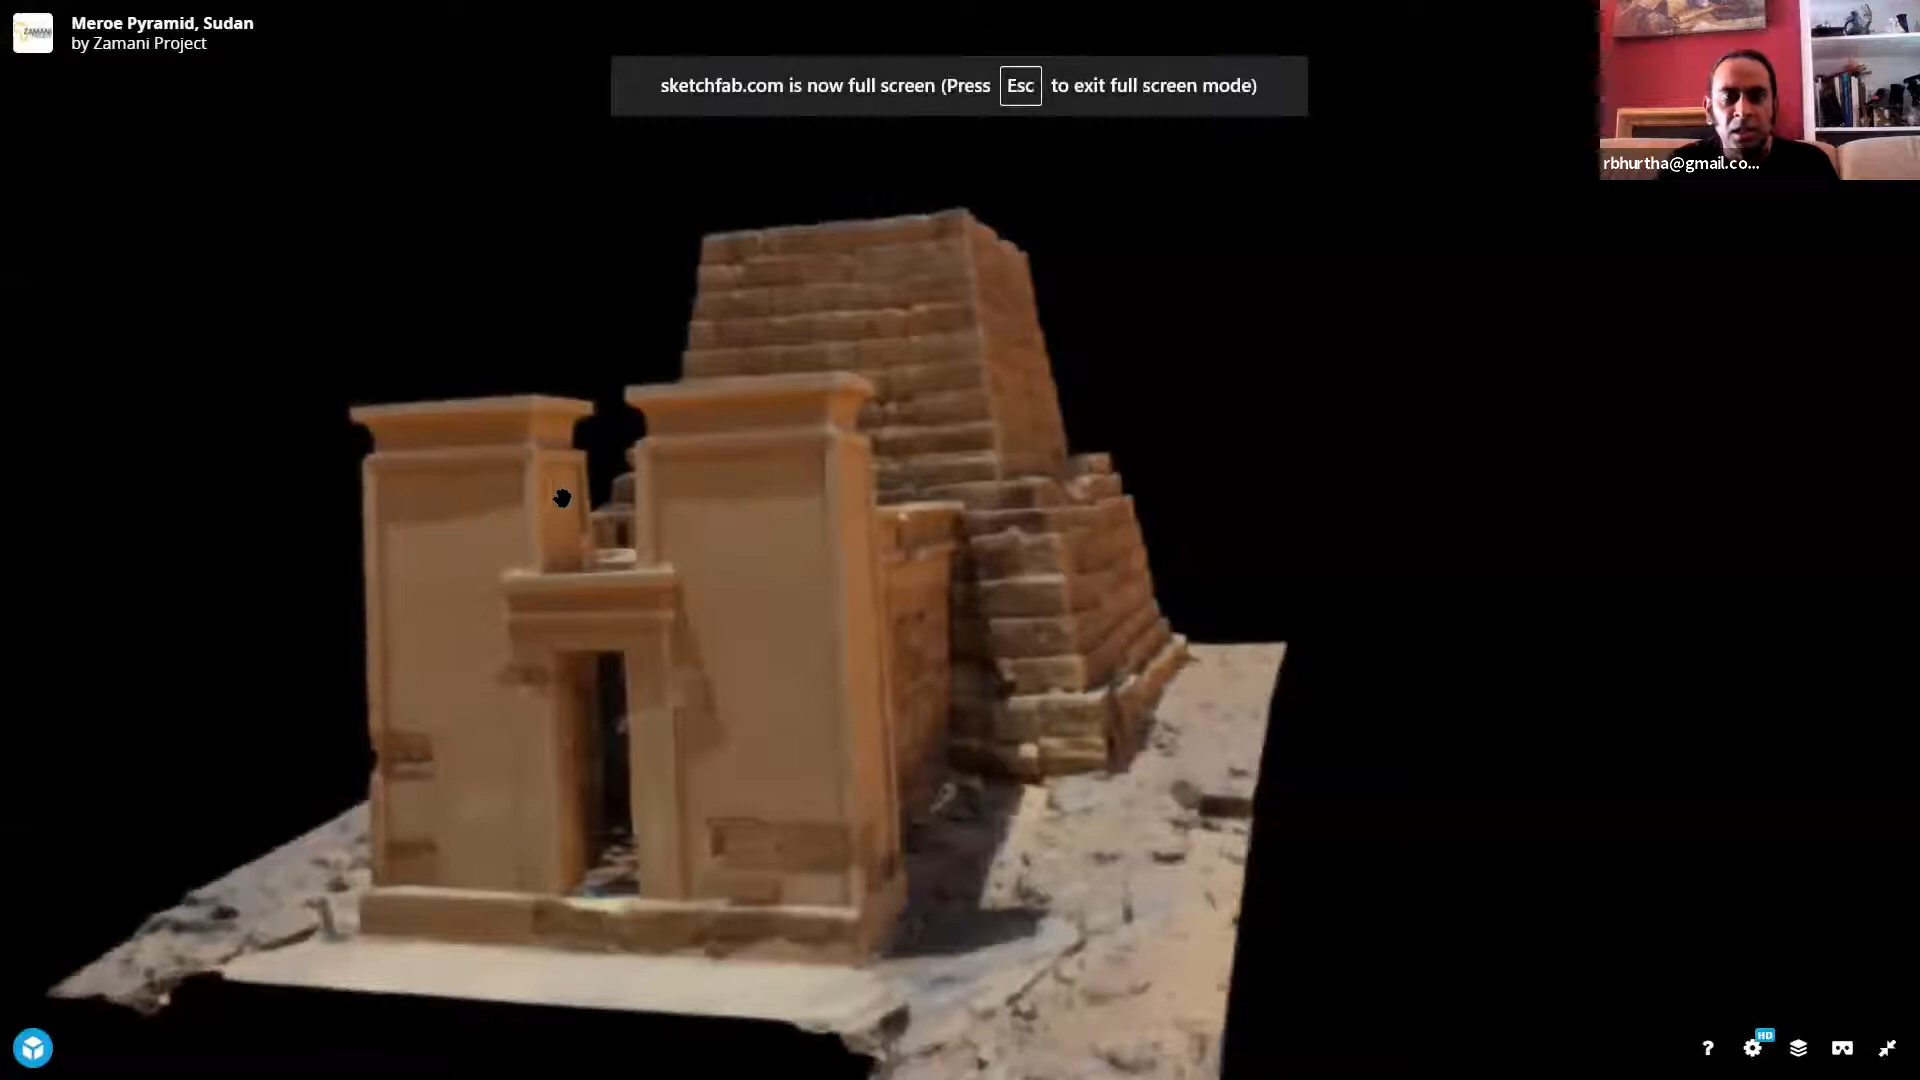 ZAMANI
Meroe Pyramid, Sudan
by Zamani Project
sketchfab.com is now full screen (Press Esc to exit full screen mode)
rbhurtha@gmail.co...
HD
?